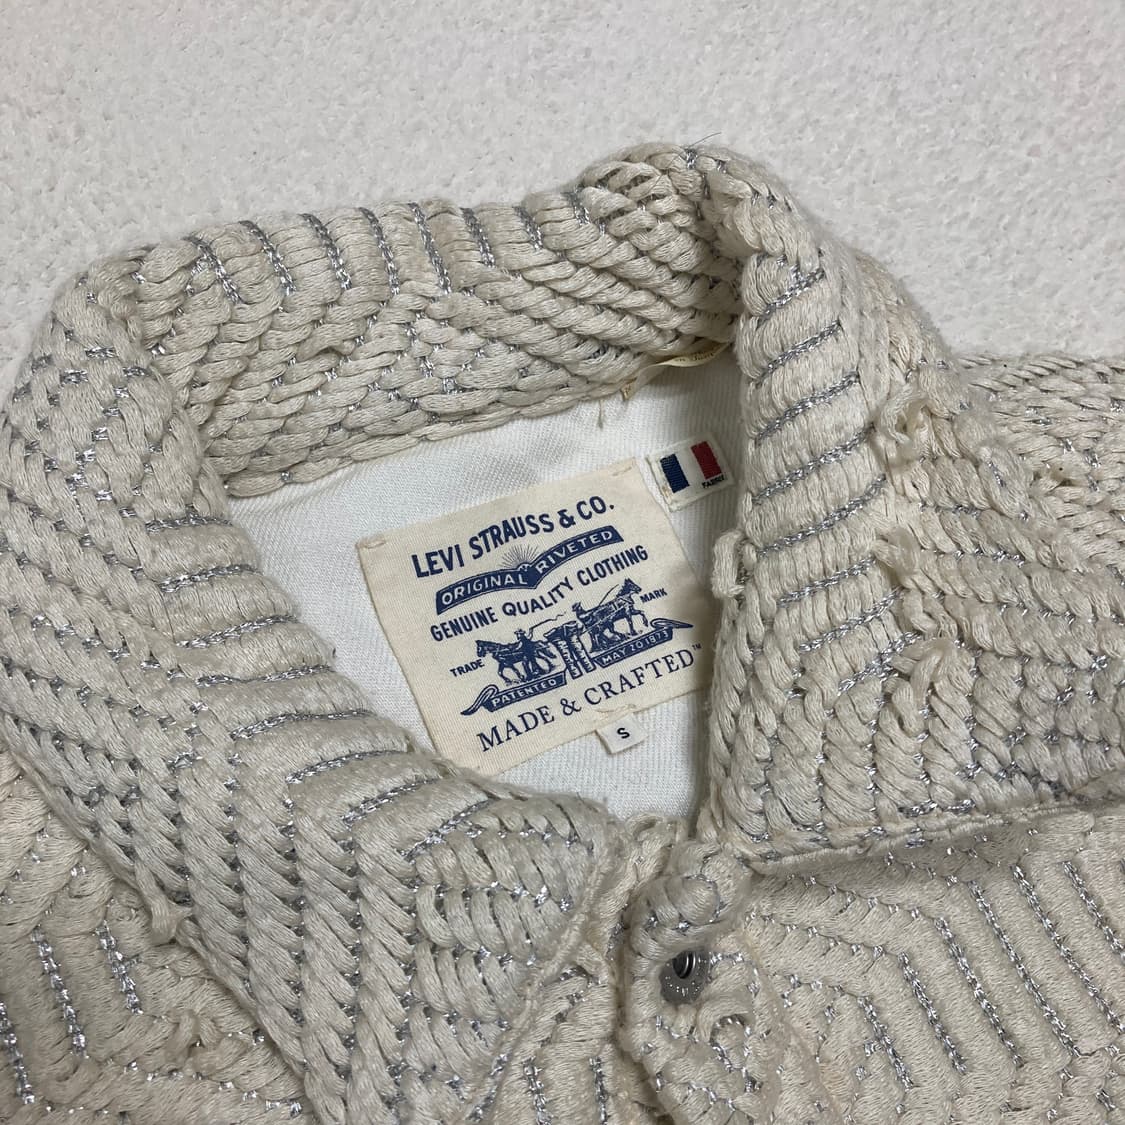 LEVI STRAUSS & CO.
ORIGINAL RIVETED
GENUINE QUALITY CLOTHING
TRADE MARK
PATENTED MAY 20 1873
MADE & CRAFTED™
S